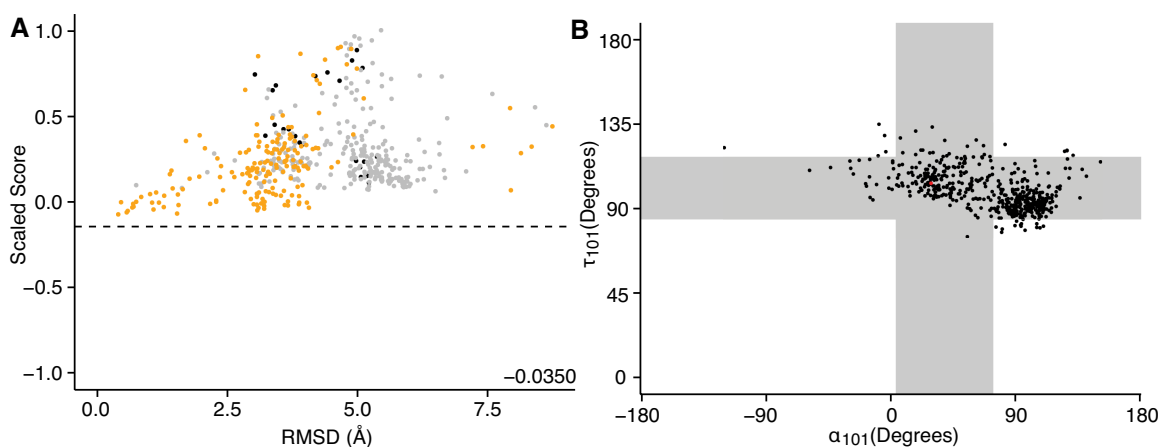 A
1.0
0.5
0.0
−0.5
−1.0
Scaled Score
−0.0350
0.0 2.5 5.0 7.5
RMSD (Å)
B
180
135
90
45
0
τ101(Degrees)
−180 −90 0 90 180
α101(Degrees)